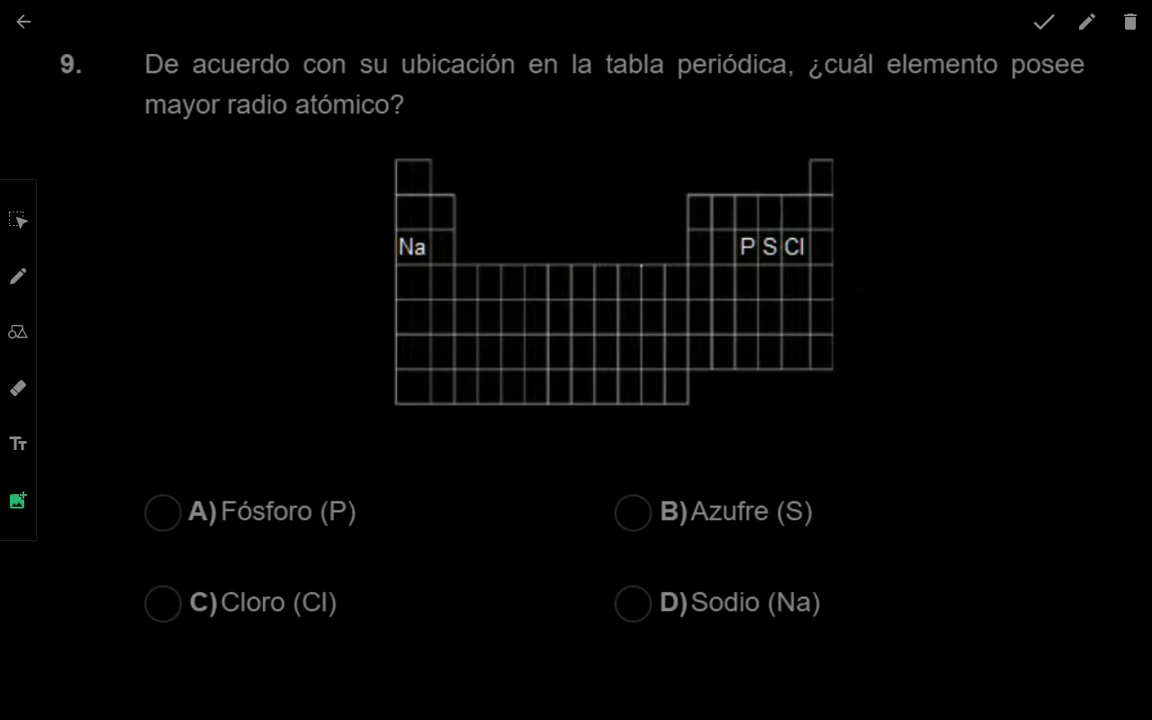 9. De acuerdo con su ubicación en la tabla periódica, ¿cuál elemento posee
mayor radio atómico?
Na P S Cl
A) Fósforo (P) B) Azufre (S)
C) Cloro (Cl) D) Sodio (Na)
Tт